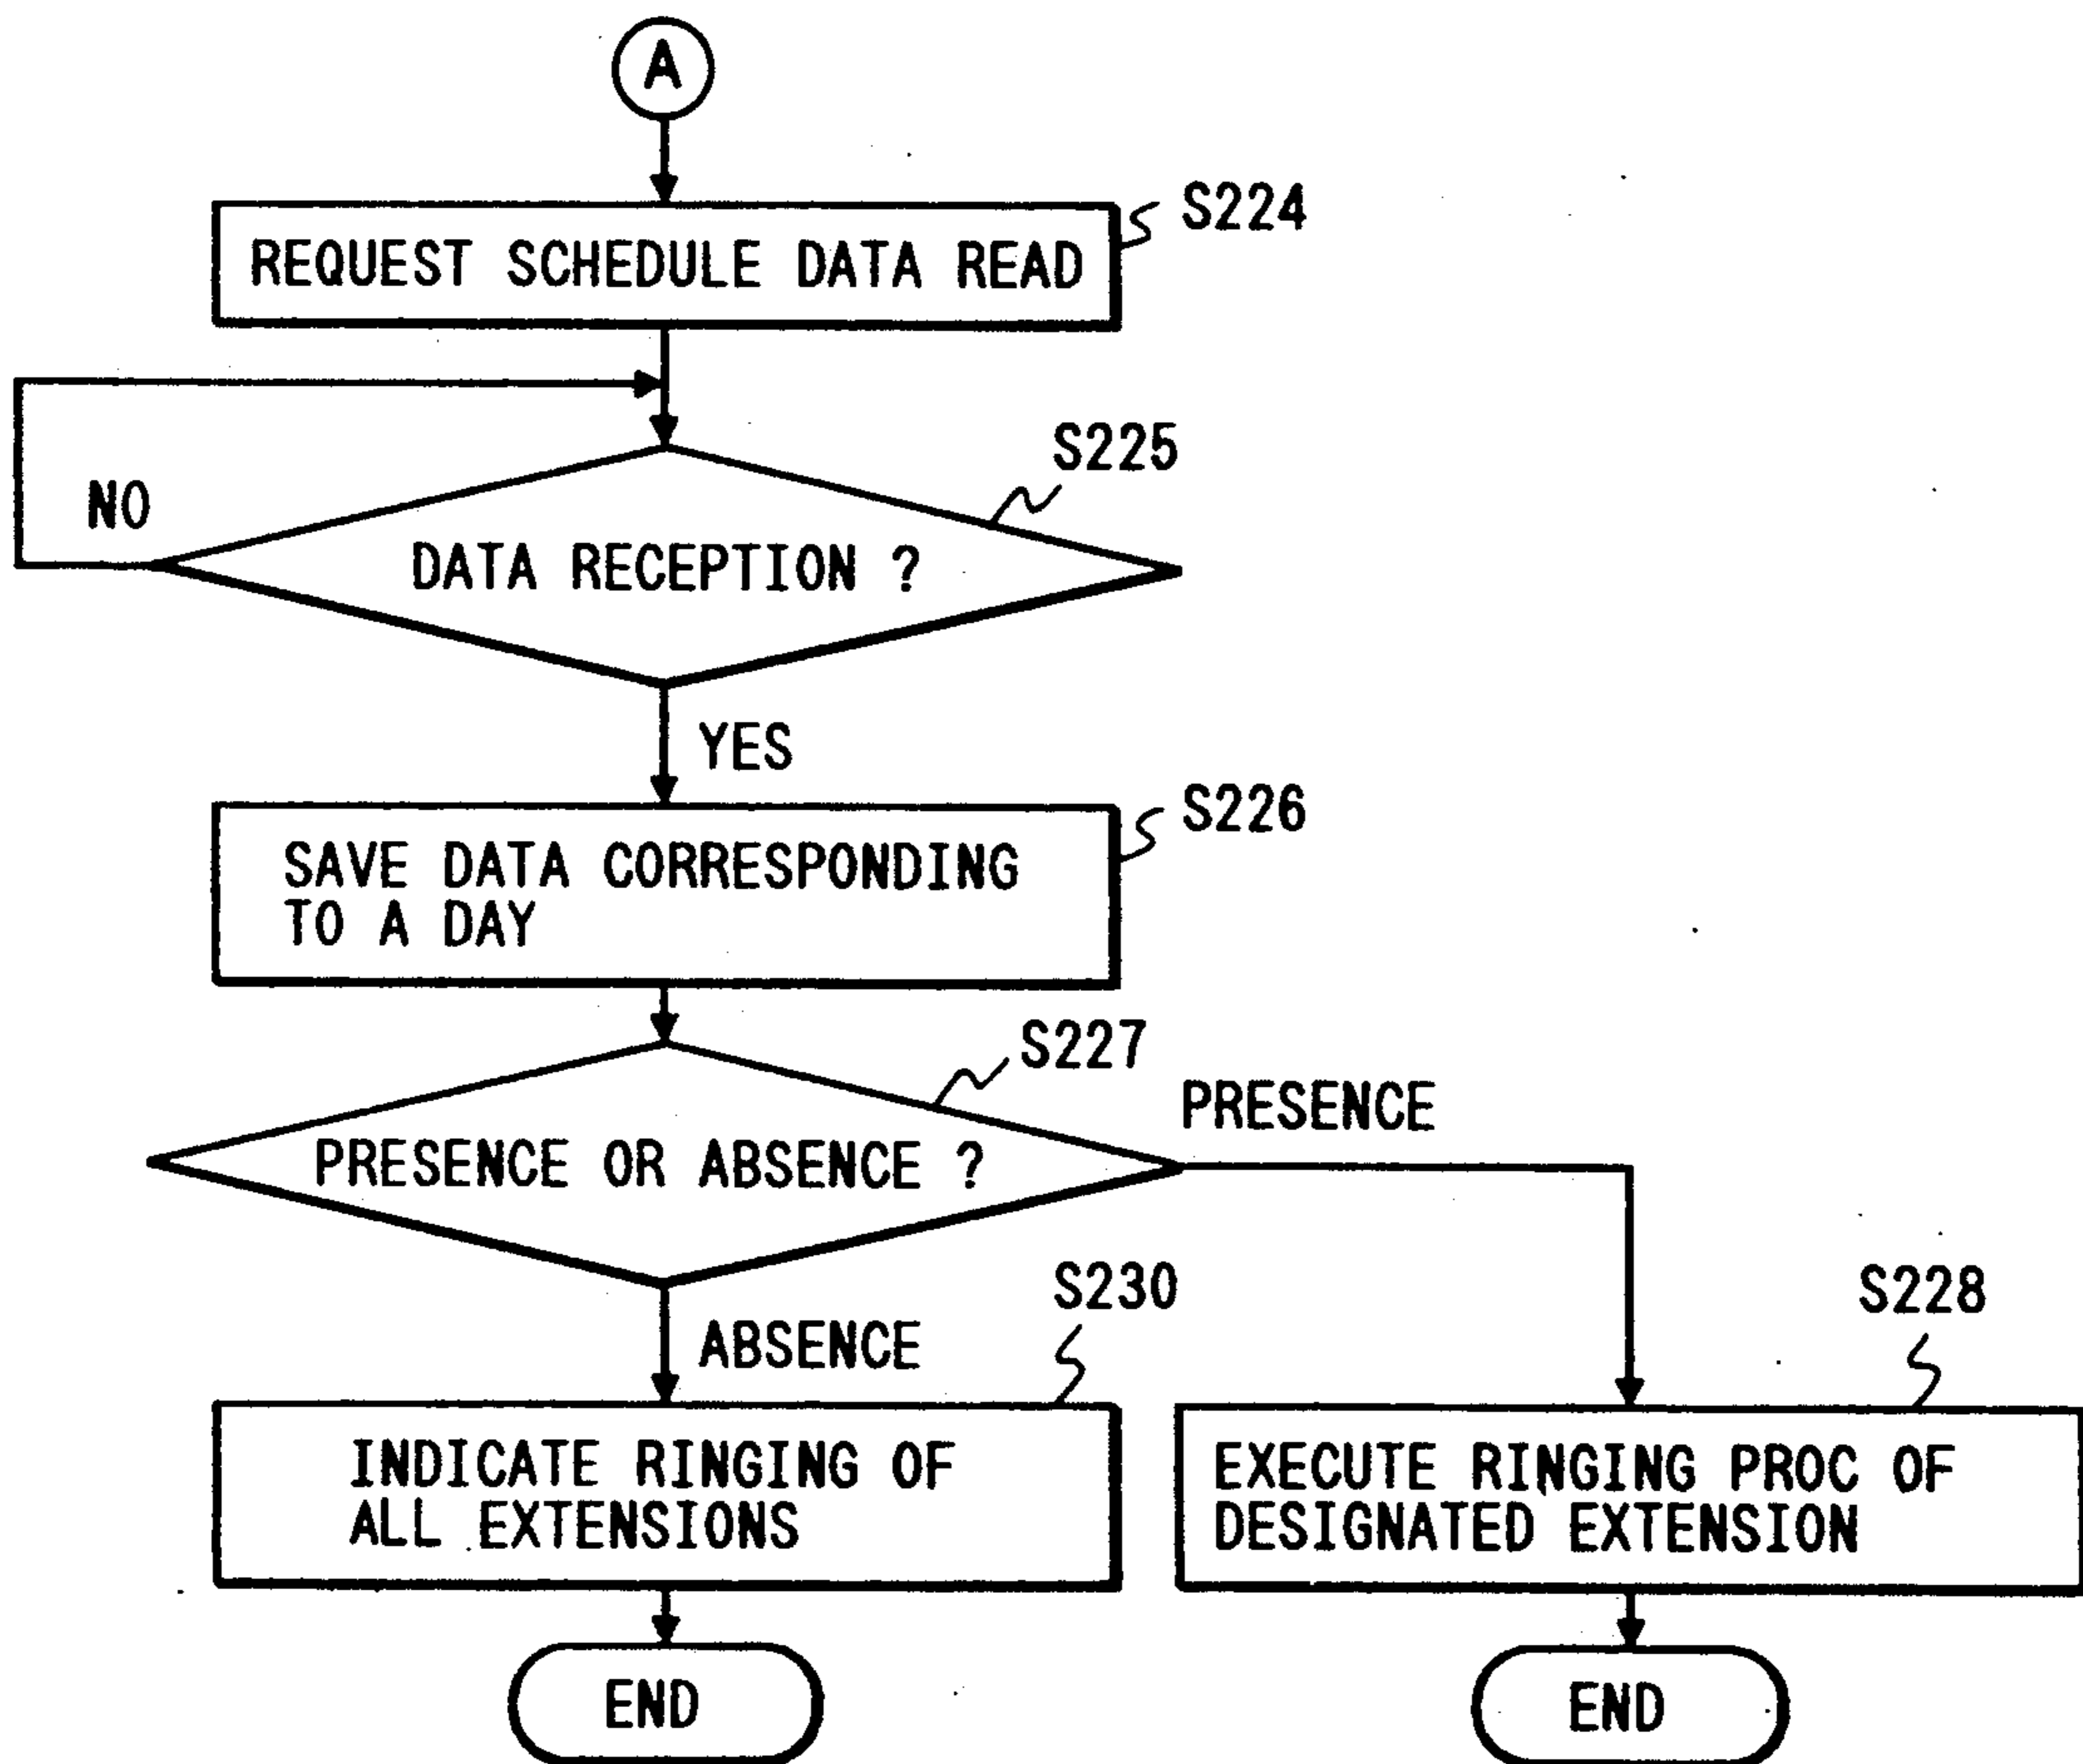 A
S224
REQUEST SCHEDULE DATA READ
S225
NO
DATA RECEPTION ?
YES
S226
SAVE DATA CORRESPONDING
TO A DAY
S227
PRESENCE
PRESENCE OR ABSENCE ?
S230
S228
ABSENCE
INDICATE RINGING OF
ALL EXTENSIONS
EXECUTE RINGING PROC OF
DESIGNATED EXTENSION
END
END